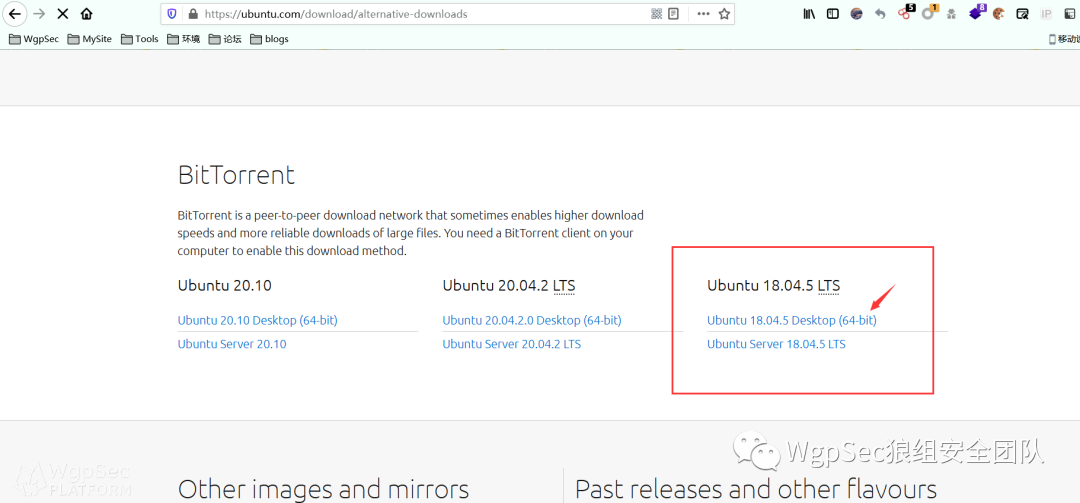 https://ubuntu.com/download/alternative-downloads
5
1
8
IP
WgpSec
MySite
Tools
环境
论坛
blogs
BitTorrent
BitTorrent is a peer-to-peer download network that sometimes enables higher download
speeds and more reliable downloads of large files. You need a BitTorrent client on your
computer to enable this download method.
Ubuntu 20.10
Ubuntu 20.04.2 LTS
Ubuntu 18.04.5 LTS
Ubuntu 20.10 Desktop (64-bit)
Ubuntu 20.04.2.0 Desktop (64-bit)
Ubuntu 18.04.5 Desktop (64-bit)
Ubuntu Server 20.10
Ubuntu Server 20.04.2 LTS
Ubuntu Server 18.04.5 LTS
WgpSec狼组安全团队
WgpSec
PLATFORM
Other images and mirrors
Past releases and other flavours